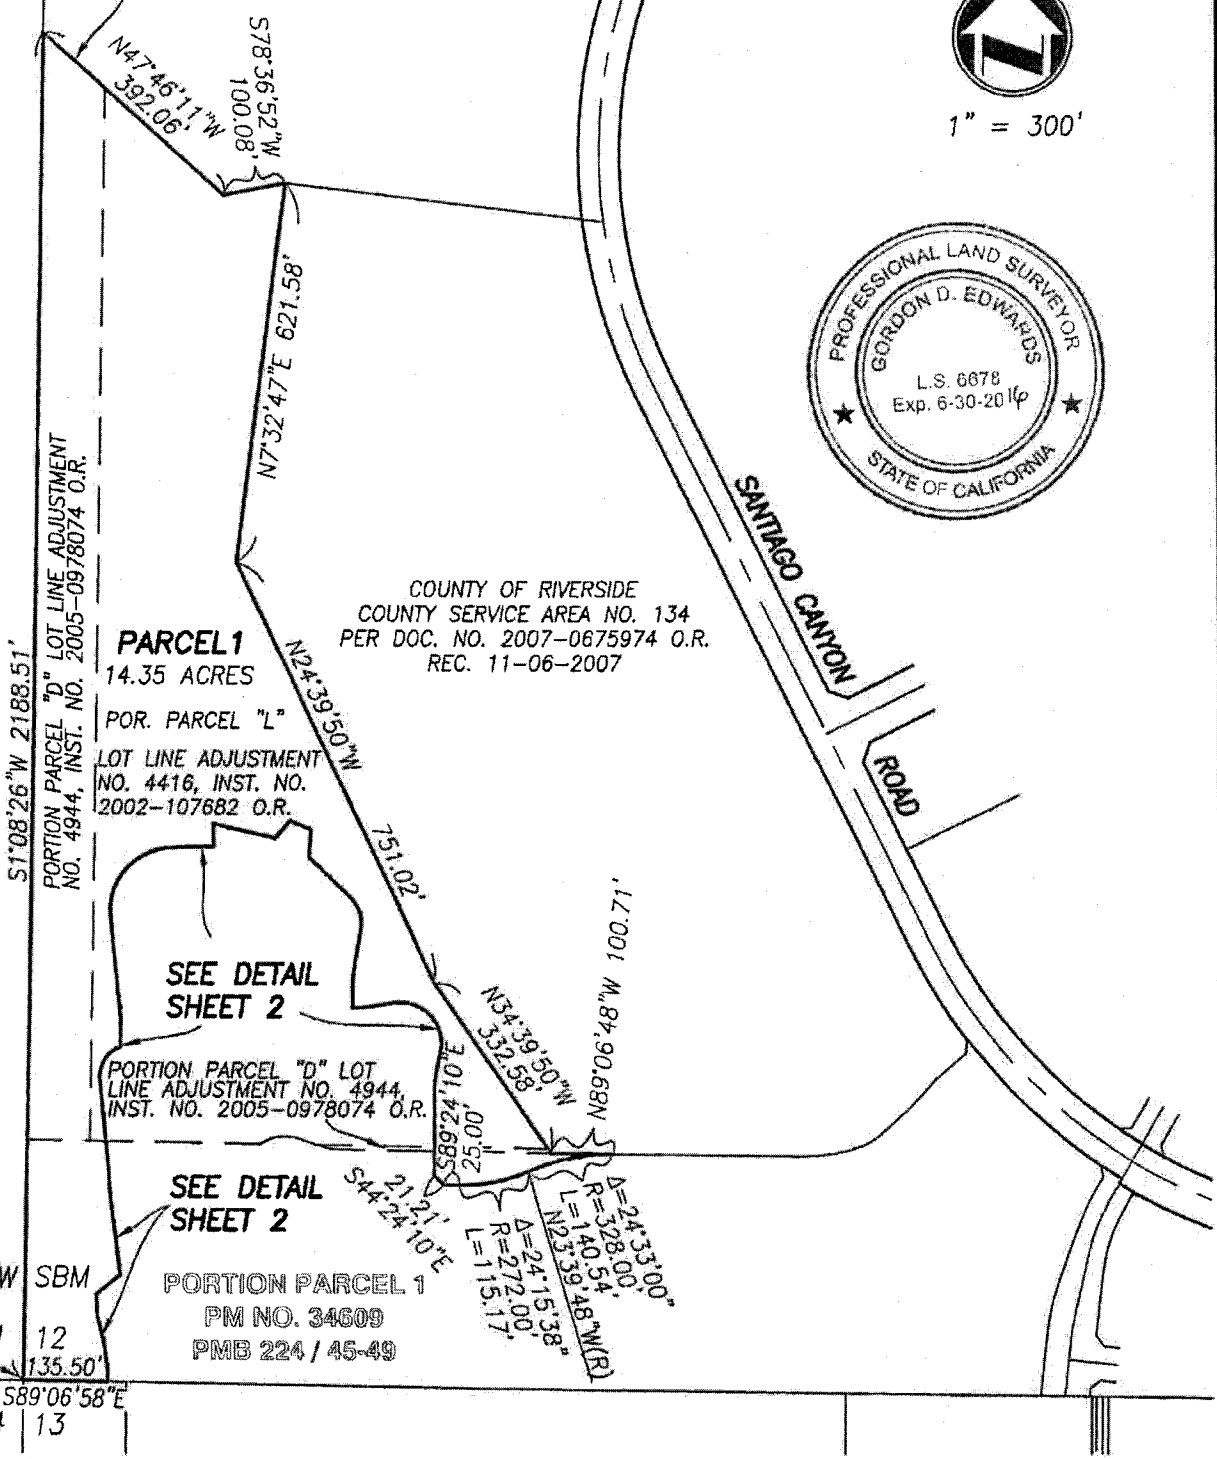 N47°46'11"W
392.06'
S78°36'52"W
100.08'
1" = 300'
PROFESSIONAL LAND SURVEYOR
GORDON D. EDWARDS
L.S. 6678
Exp. 6-30-2016
STATE OF CALIFORNIA
N7°32'47"E 621.58'
SANTIAGO CANYON
ROAD
COUNTY OF RIVERSIDE
COUNTY SERVICE AREA NO. 134
PER DOC. NO. 2007-0675974 O.R.
REC. 11-06-2007
S1°08'26"W 2188.51'
PORTION PARCEL "D" LOT LINE ADJUSTMENT
NO. 4944, INST. NO. 2005-0978074 O.R.
PARCEL 1
14.35 ACRES
POR. PARCEL "L"
LOT LINE ADJUSTMENT
NO. 4416, INST. NO.
2002-107682 O.R.
N24°39'50"W
751.02'
SEE DETAIL
SHEET 2
N34°39'50"W
332.58'
N89°06'48"W 100.71'
PORTION PARCEL "D" LOT
LINE ADJUSTMENT NO. 4944,
INST. NO. 2005-0978074 O.R.
S89°24'10"E
25.00'
21.21'
S44°24'10"E
SEE DETAIL
SHEET 2
Δ=24°33'00"
R=328.00'
L=140.54'
N23°39'48"W(R)
Δ=24°15'38"
R=272.00'
L=115.17'
PORTION PARCEL 1
PM NO. 34609
PMB 224 / 45-49
W SBM
12
135.50'
S89°06'58"E
13